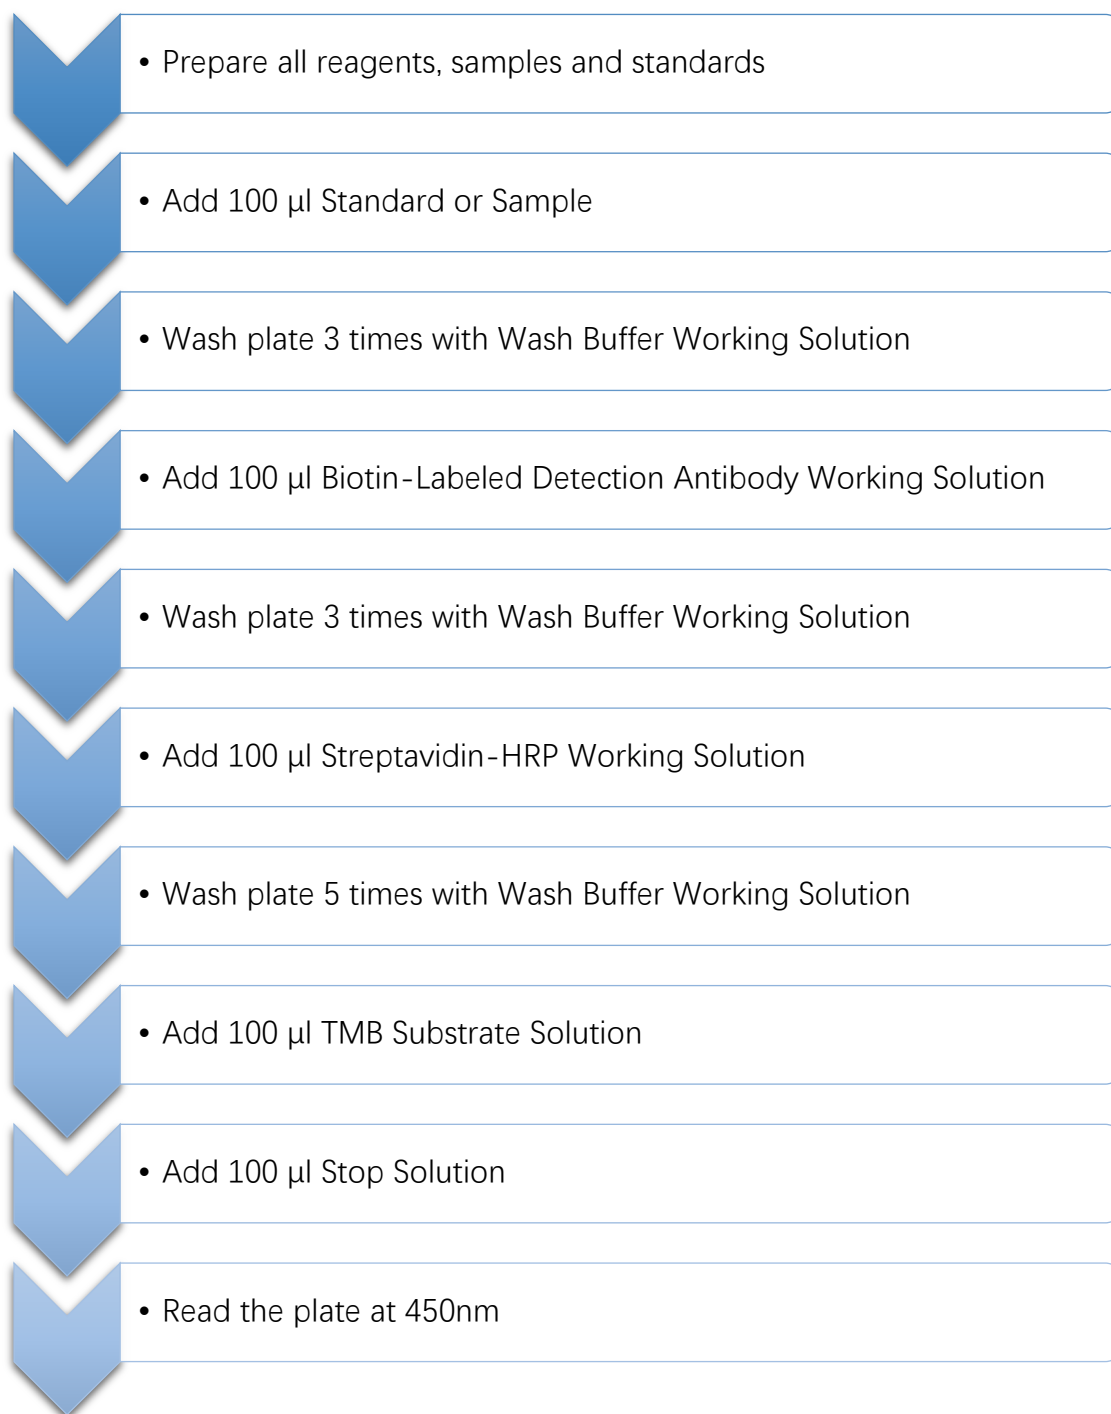 • Prepare all reagents, samples and standards
• Add 100 μl Standard or Sample
• Wash plate 3 times with Wash Buffer Working Solution
• Add 100 μl Biotin-Labeled Detection Antibody Working Solution
• Wash plate 3 times with Wash Buffer Working Solution
• Add 100 μl Streptavidin-HRP Working Solution
• Wash plate 5 times with Wash Buffer Working Solution
• Add 100 μl TMB Substrate Solution
• Add 100 μl Stop Solution
• Read the plate at 450nm